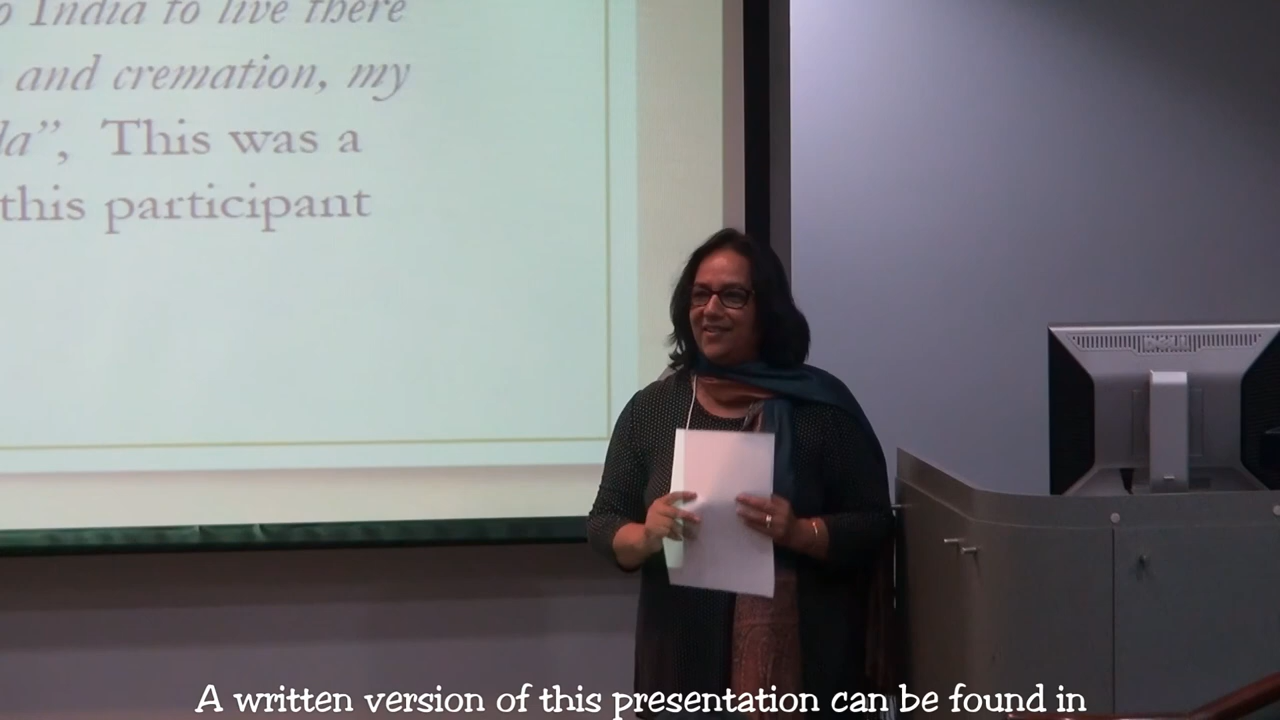 India to live there
and cremation, my
This was a
this participant
A written version of this presentation can be found in